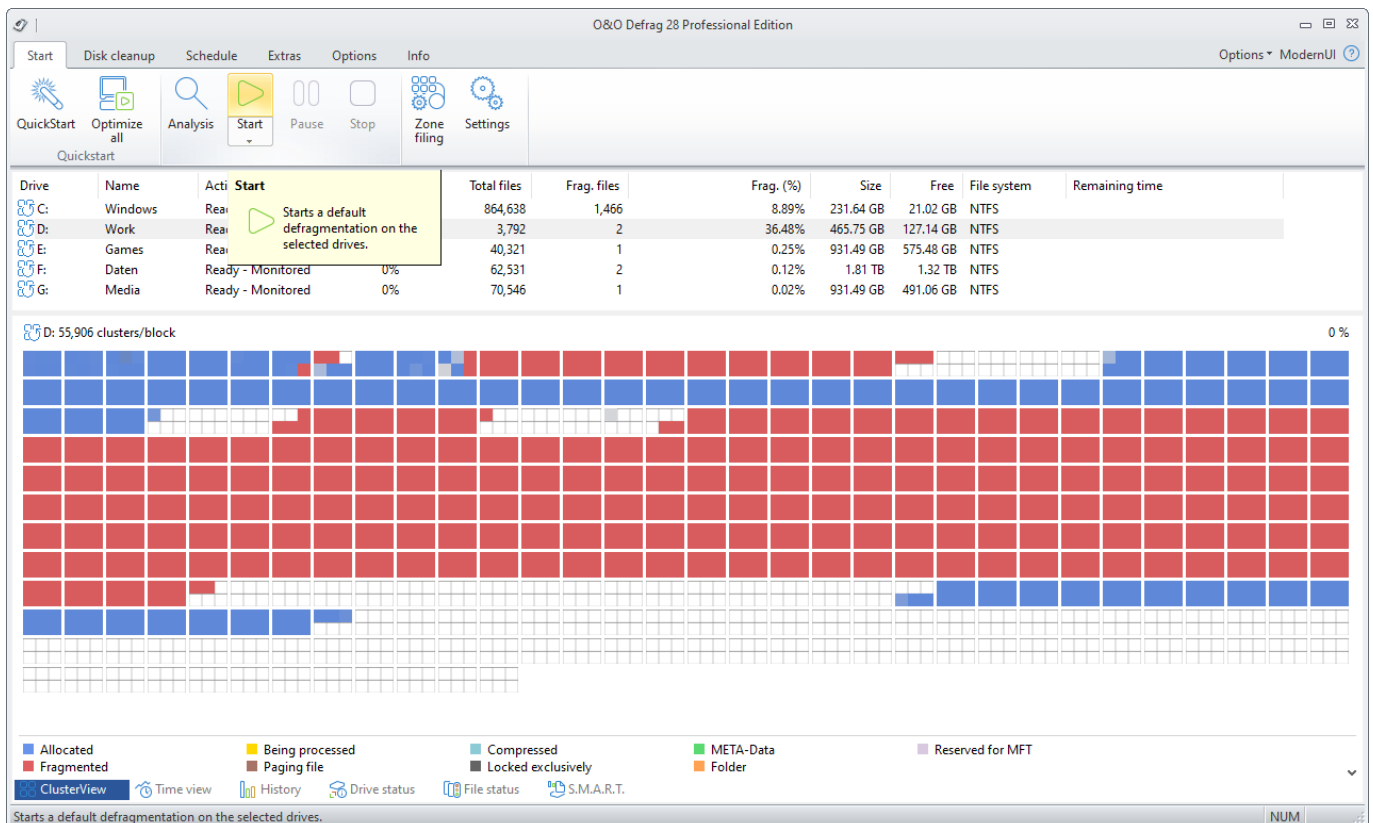 O&O Defrag 28 Professional Edition
Start Disk cleanup Schedule Extras Options Info Options ModernUI ?
QuickStart Optimize all Analysis Start Pause Stop Zone filing Settings
Quickstart
Drive Name Acti Total files Frag. files Frag. (%) Size Free File system Remaining time
Start
Starts a default
defragmentation on the
selected drives.
C: Windows Rea 864,638 1,466 8.89% 231.64 GB 21.02 GB NTFS
D: Work Rea 3,792 2 36.48% 465.75 GB 127.14 GB NTFS
E: Games Rea 40,321 1 0.25% 931.49 GB 575.48 GB NTFS
F: Daten Ready - Monitored 0% 62,531 2 0.12% 1.81 TB 1.32 TB NTFS
G: Media Ready - Monitored 0% 70,546 1 0.02% 931.49 GB 491.06 GB NTFS
D: 55,906 clusters/block 0 %
Allocated Being processed Compressed META-Data Reserved for MFT
Fragmented Paging file Locked exclusively Folder
ClusterView Time view History Drive status File status S.M.A.R.T.
Starts a default defragmentation on the selected drives. NUM